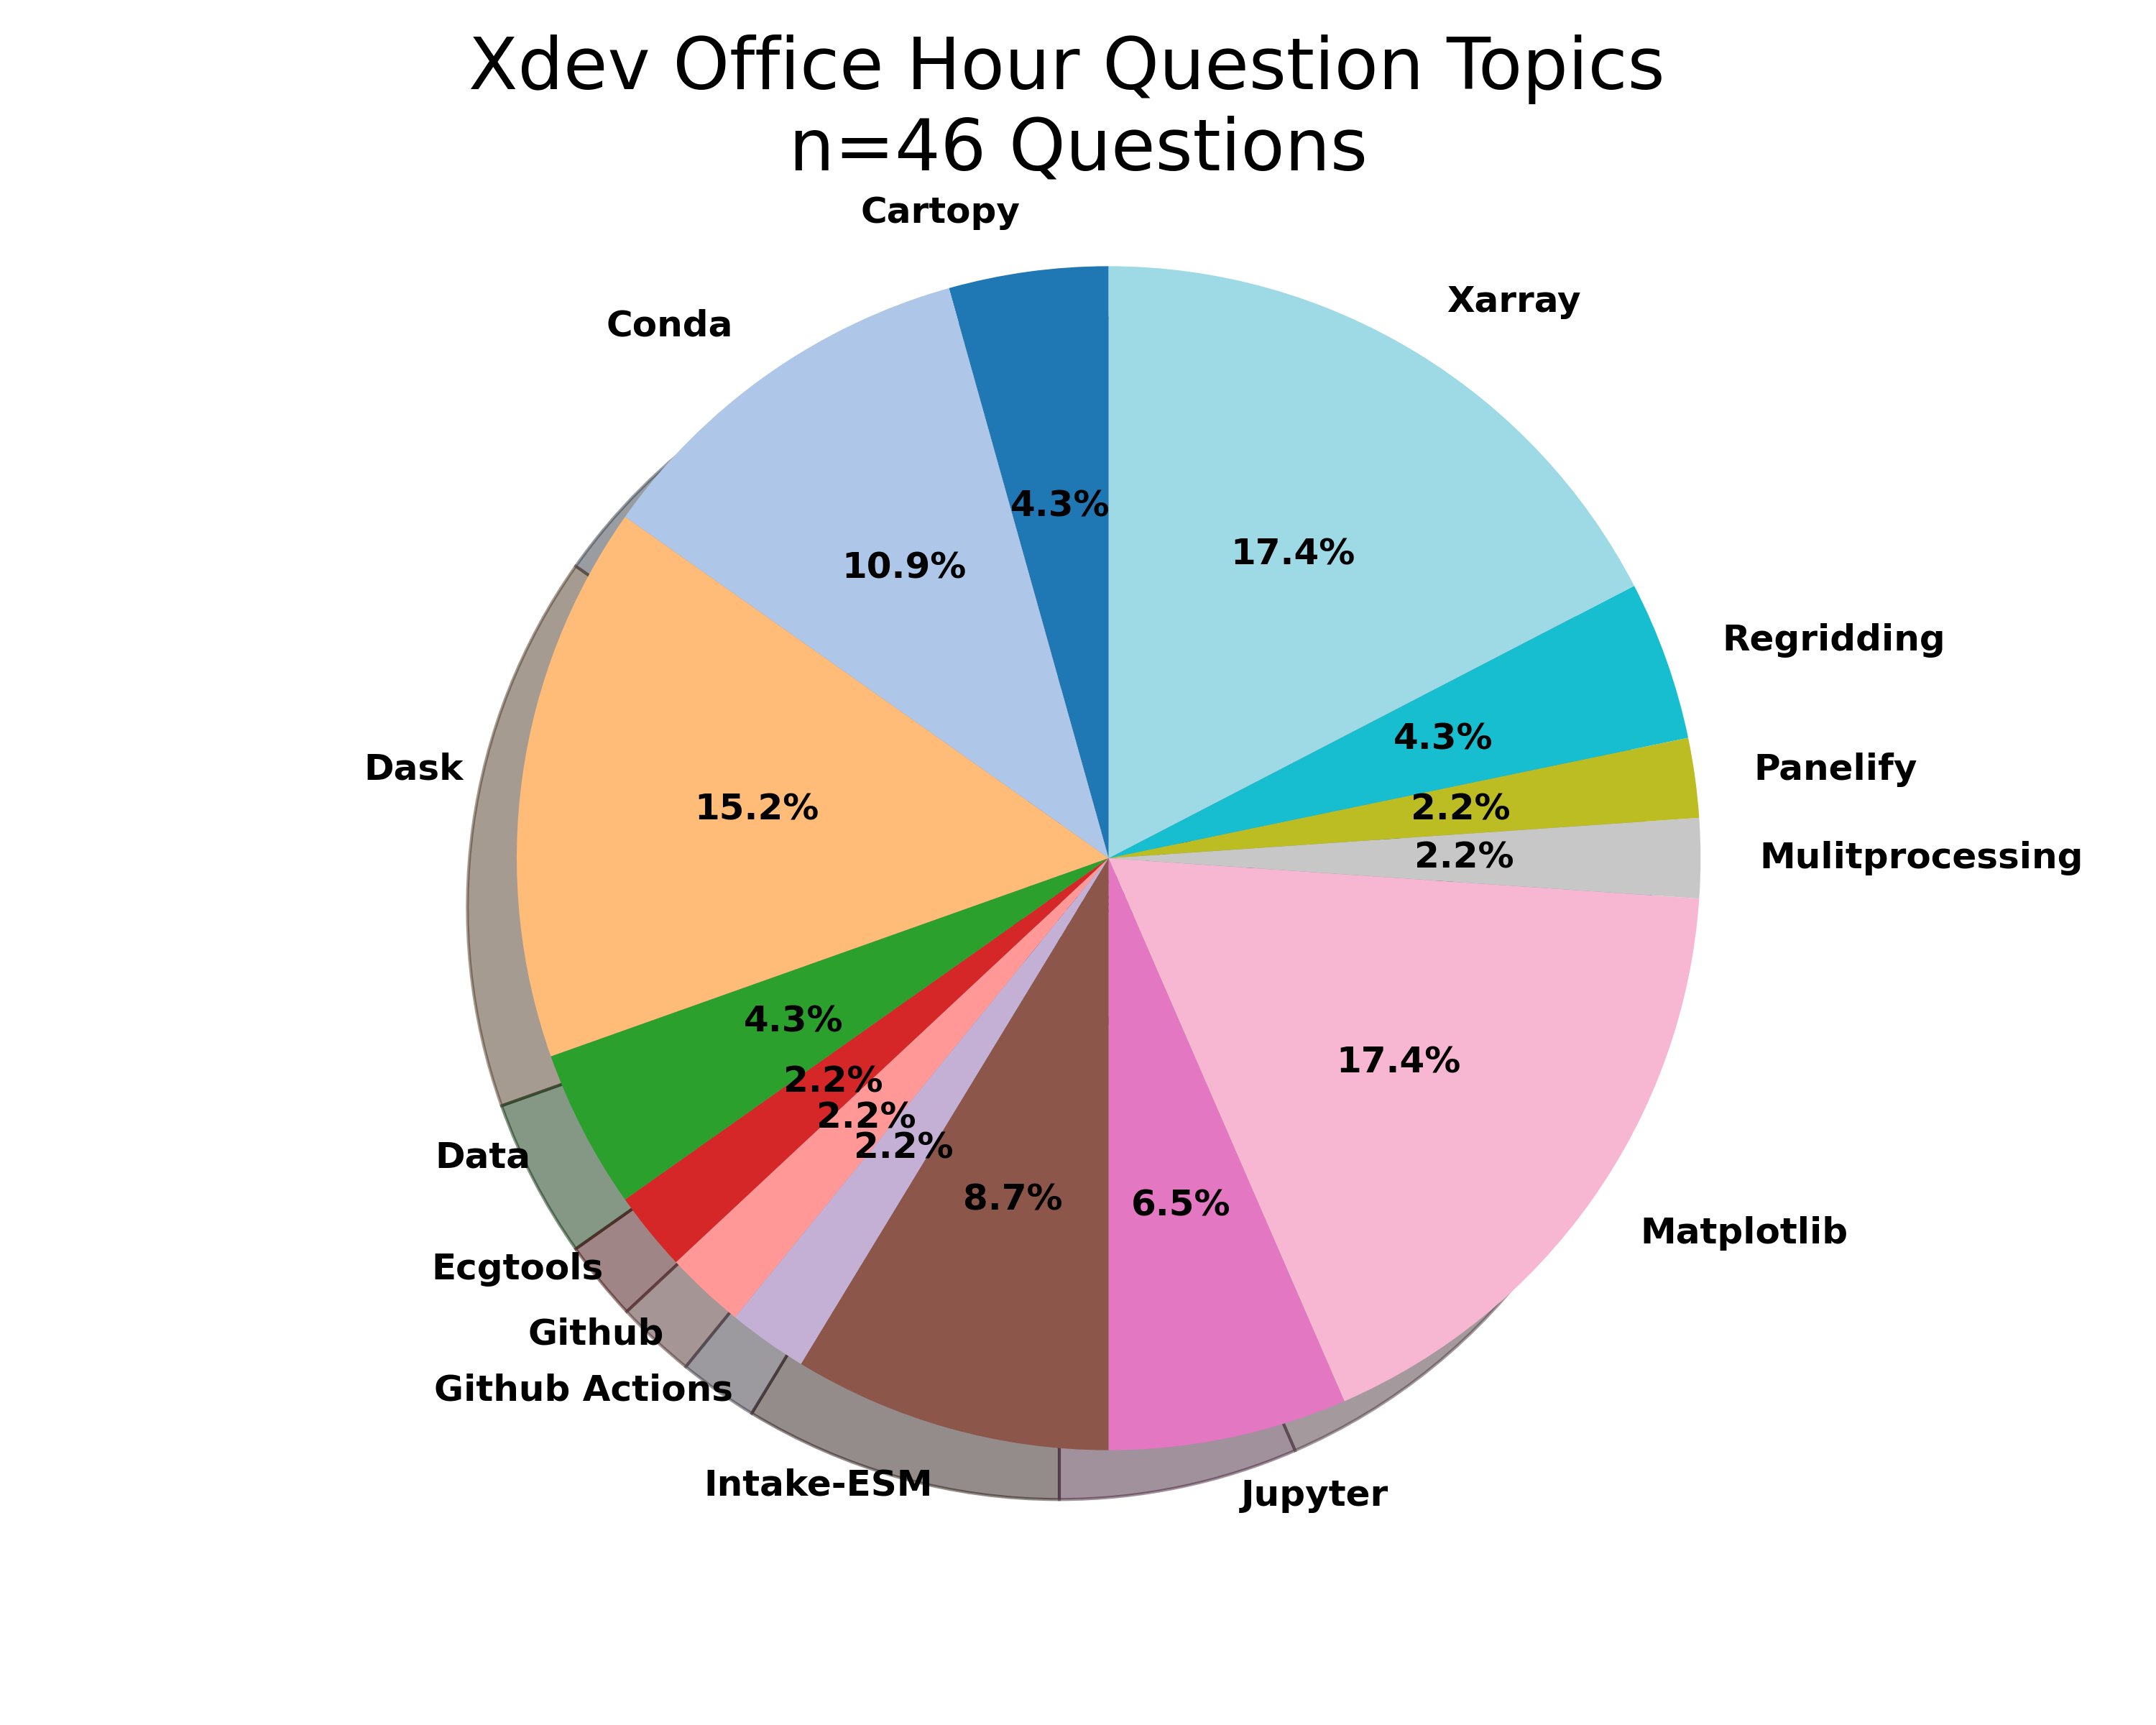 Xdev Office Hour Question Topics
n=46 Questions
Cartopy
Xarray
Conda
4.3%
17.4%
10.9%
Regridding
4.3%
Dask
Panelify
15.2%
2.2%
2.2%
Mulitprocessing
4.3%
17.4%
2.2%
2.2%
2.2%
Data
8.7%
6.5%
Matplotlib
Ecgtools
Github
Github Actions
Intake-ESM
Jupyter